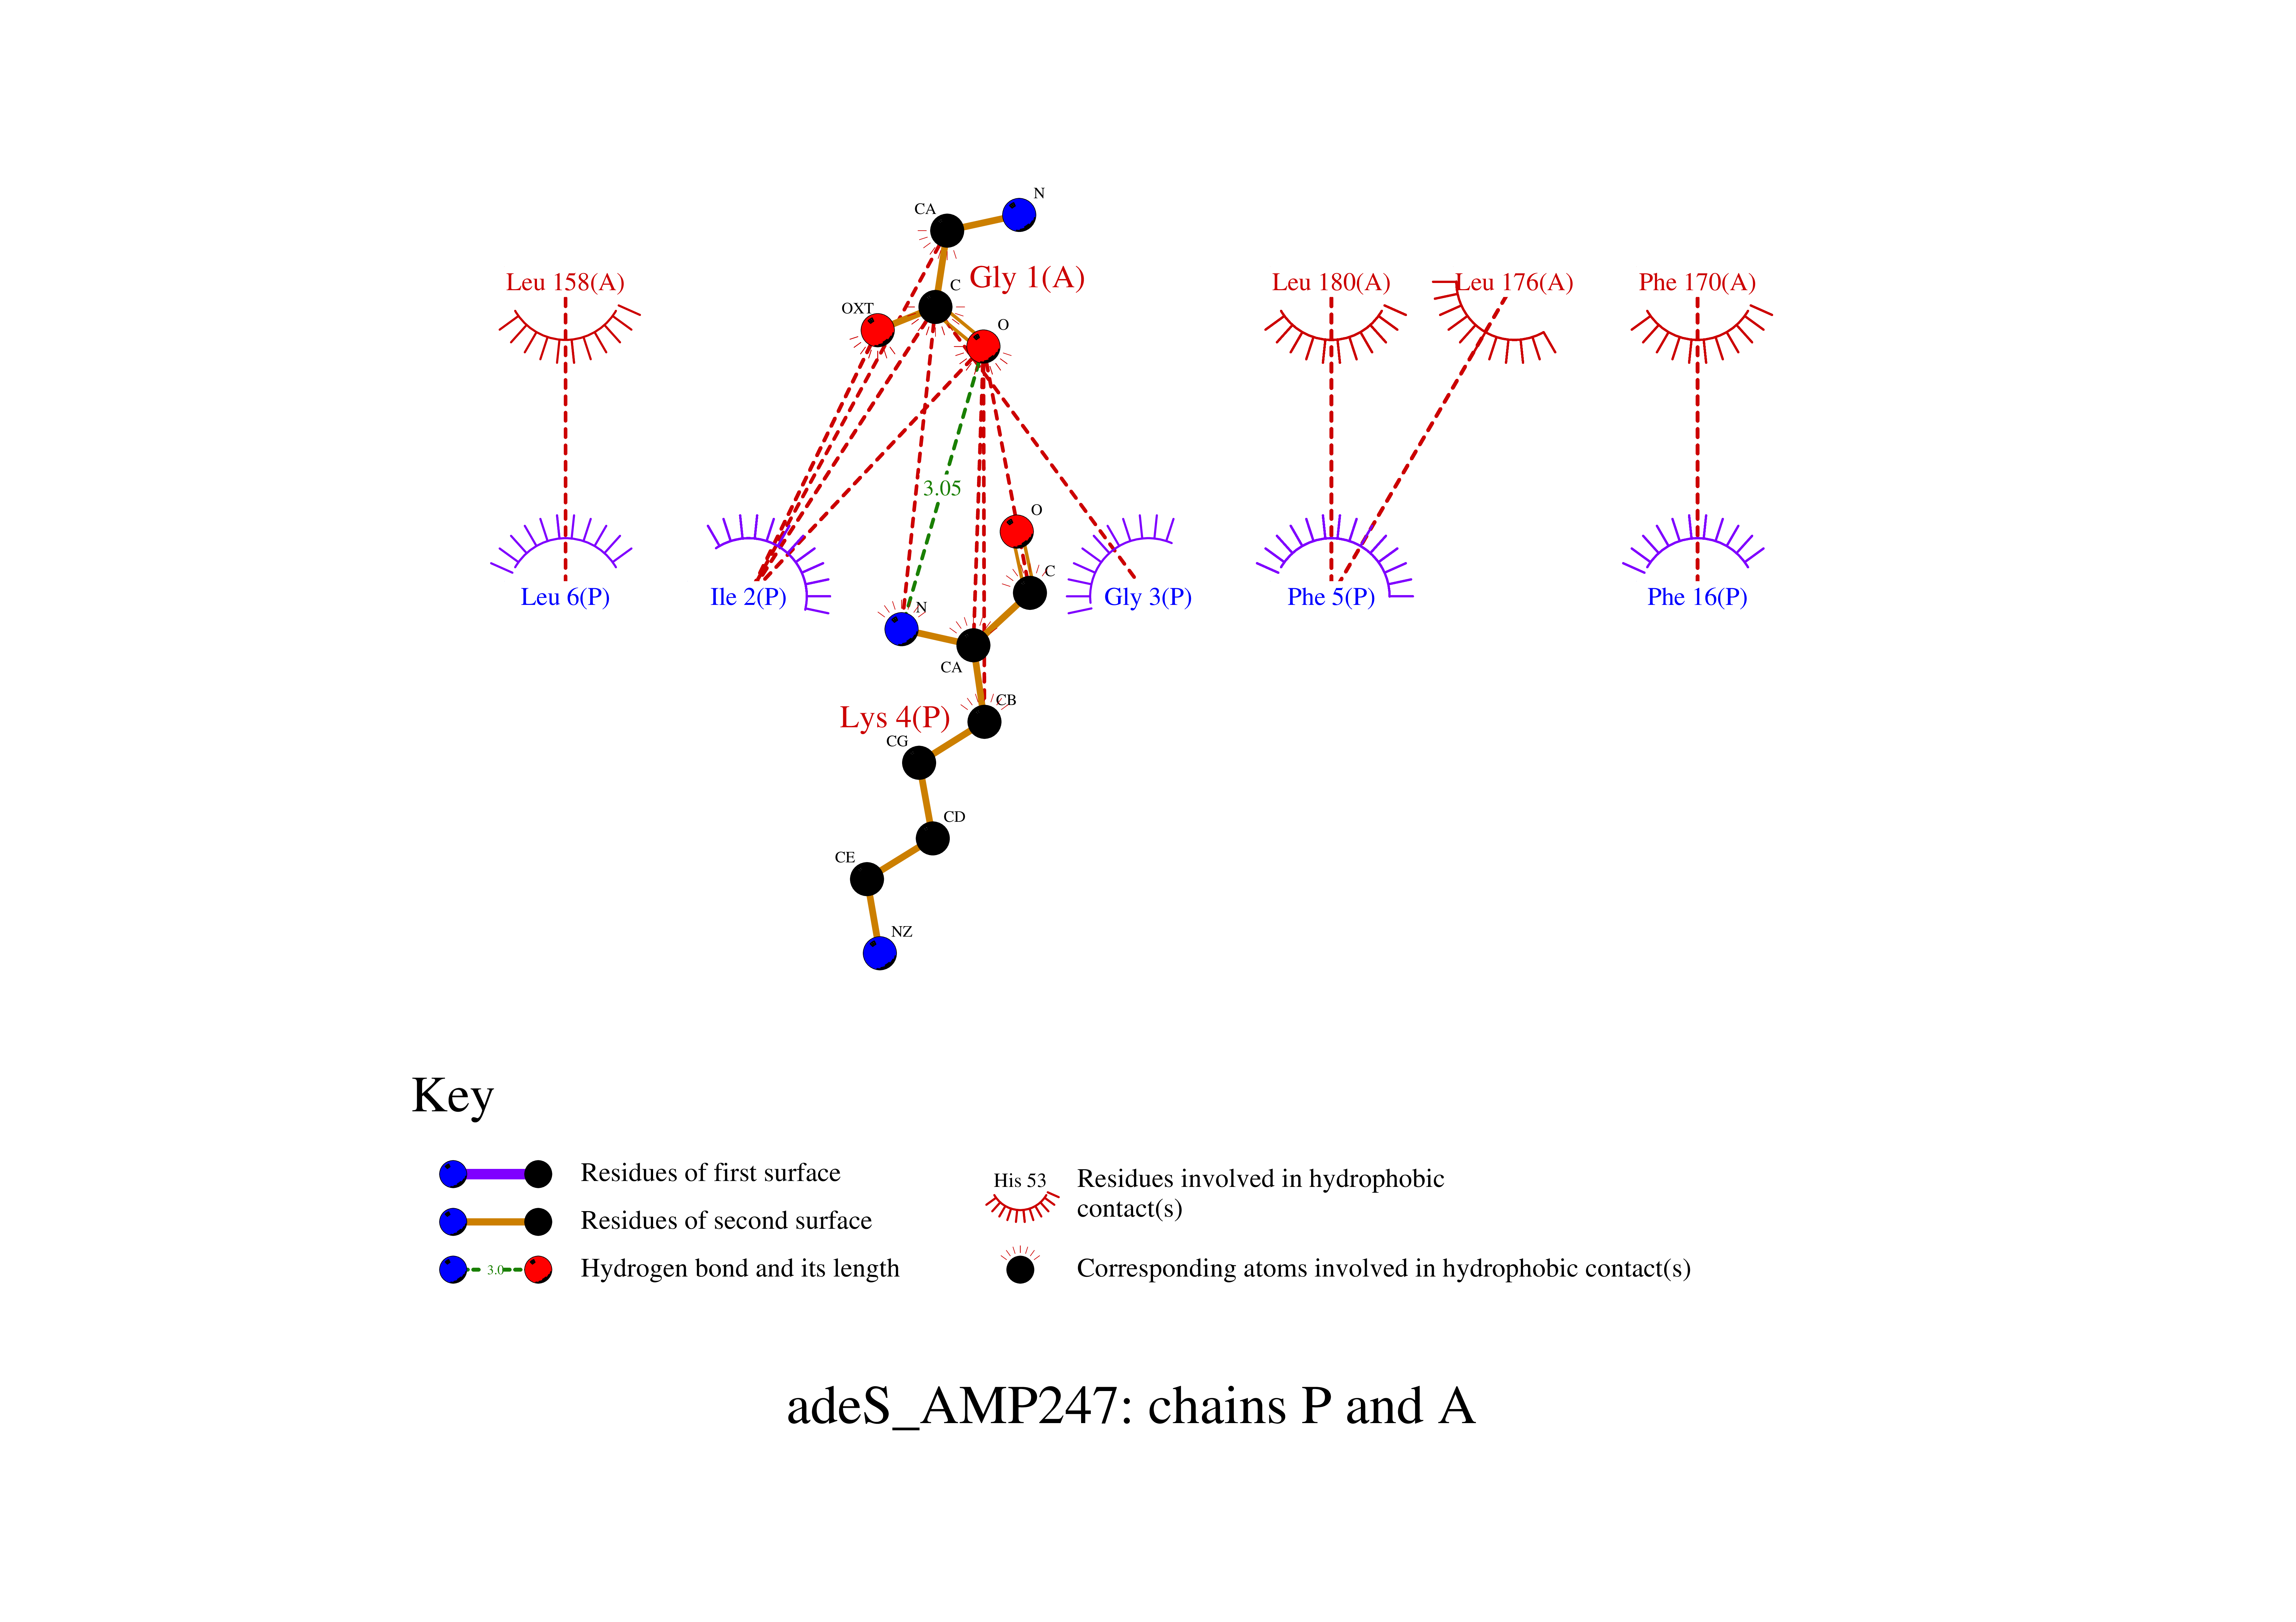 N
CA
Leu 158(A)
Gly 1(A)
Leu 180(A)
Leu 176(A)
Phe 170(A)
C
OXT
O
3.05
O
C
Leu 6(P)
Ile 2(P)
Gly 3(P)
Phe 5(P)
Phe 16(P)
N
CA
CB
Lys 4(P)
CG
CD
CE
NZ
Key
Residues of first surface
Residues of second surface
3.0
Hydrogen bond and its length
His 53
Residues involved in hydrophobic
contact(s)
Corresponding atoms involved in hydrophobic contact(s)
adeS_AMP247: chains P and A